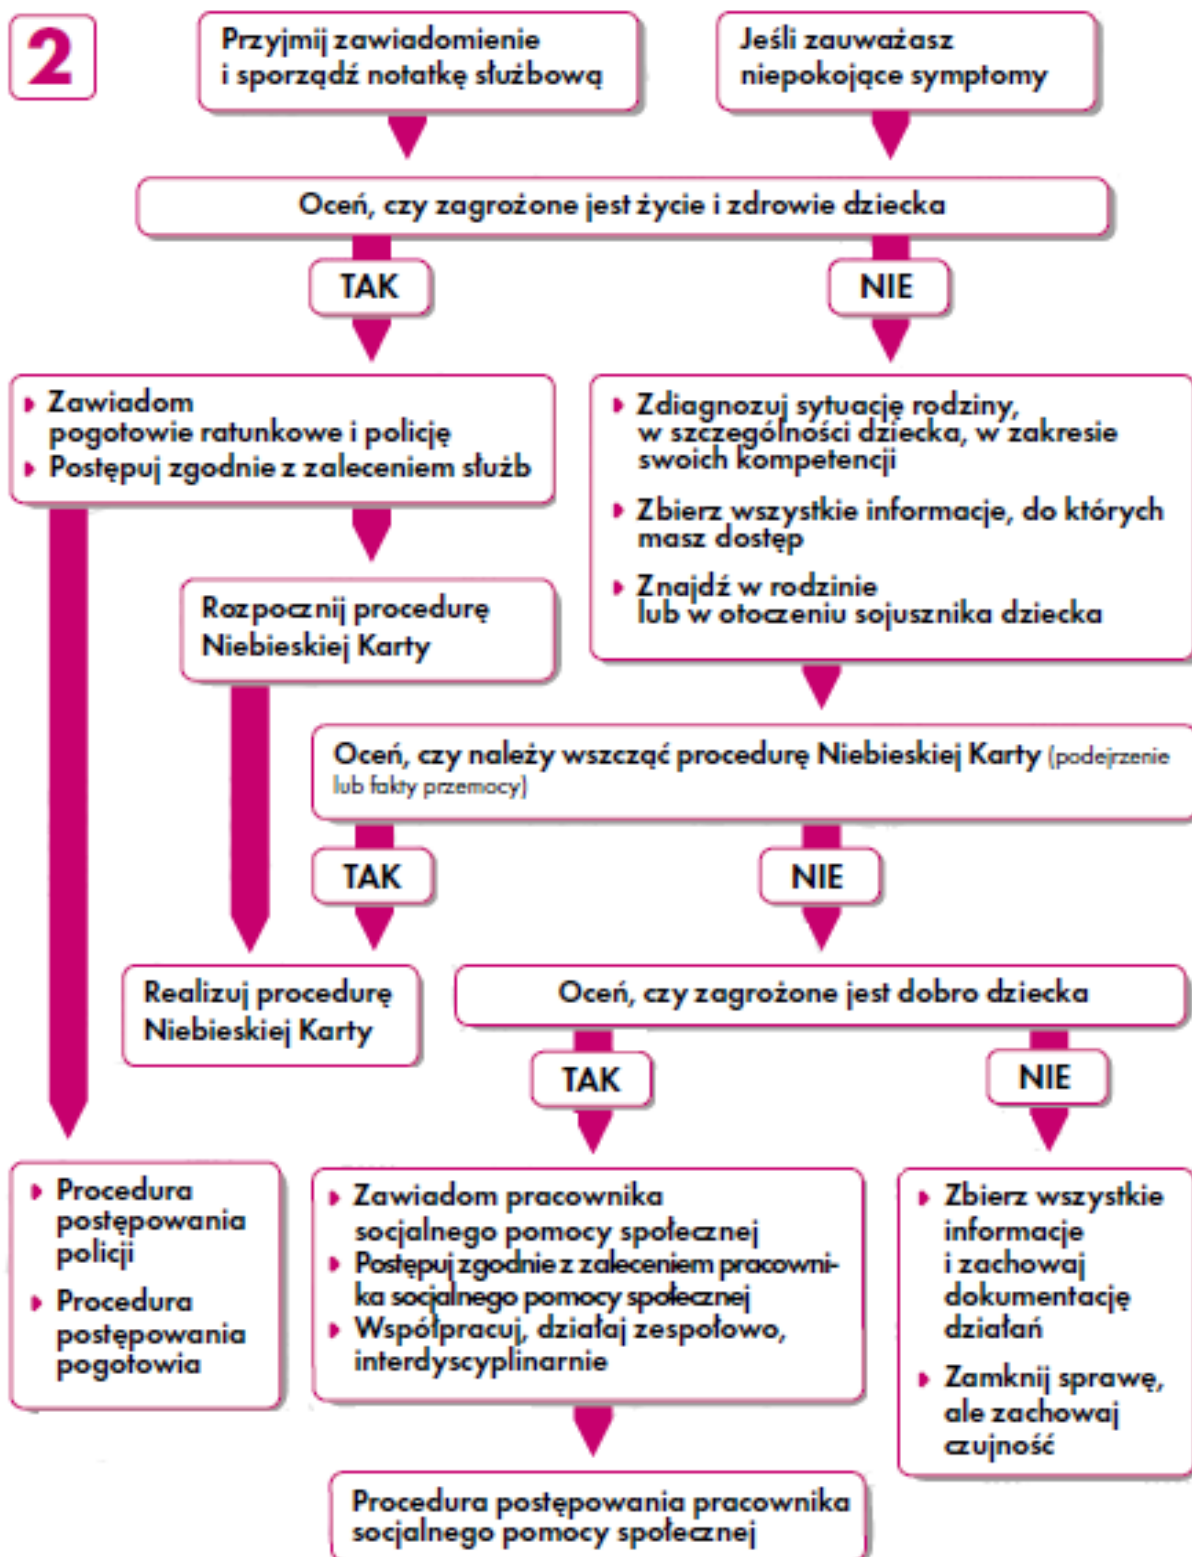 2
Przyjmij zawiadomienie
i sporządź notatkę służbową
Jeśli zauważasz
niepokojące symptomy
Oceń, czy zagrożone jest życie i zdrowie dziecka
TAK
NIE
Zawiadom
pogotowie ratunkowe i policję
Postępuj zgodnie z zaleceniem służb
Zdiagnozuj sytuację rodziny,
w szczególności dziecka, w zakresie
swoich kompetencji
Zbierz wszystkie informacje, do których
masz dostęp
Znajdź w rodzinie
lub w otoczeniu sojusznika dziecka
Rozpocznij procedurę
Niebieskiej Karty
Oceń, czy należy wszcząć procedurę Niebieskiej Karty (podejrzenie
lub fakty przemocy)
TAK
NIE
Realizuj procedurę
Niebieskiej Karty
Oceń, czy zagrożone jest dobro dziecka
TAK
NIE
Procedura
postępowania
policji
Procedura
postępowania
pogotowia
Zawiadom pracownika
socjalnego pomocy społecznej
Postępuj zgodnie z zaleceniem pracowni-
ka socjalnego pomocy społecznej
Współpracuj, działaj zespołowo,
interdyscyplinarnie
Zbierz wszystkie
informacje
i zachowaj
dokumentację
działań
Zamknij sprawę,
ale zachowaj
czujność
Procedura postępowania pracownika
socjalnego pomocy społecznej